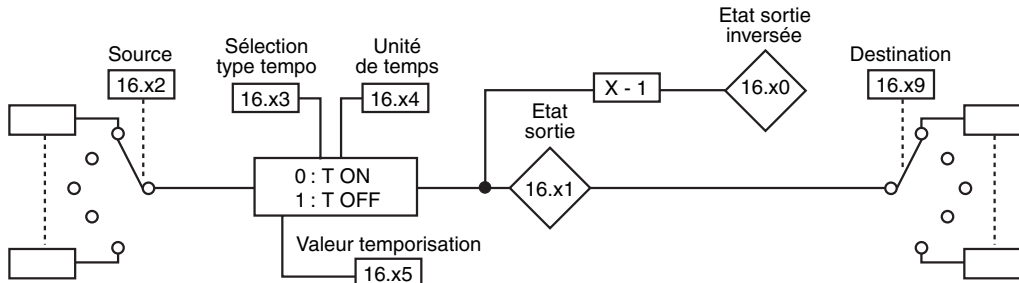 Etat sortie
inversée
Source
16.x2
Sélection
type tempo
16.x3
Unité
de temps
16.x4
X - 1
16.x0
Destination
16.x9
Etat
sortie
0 : T ON
1 : T OFF
16.x1
Valeur temporisation
16.x5